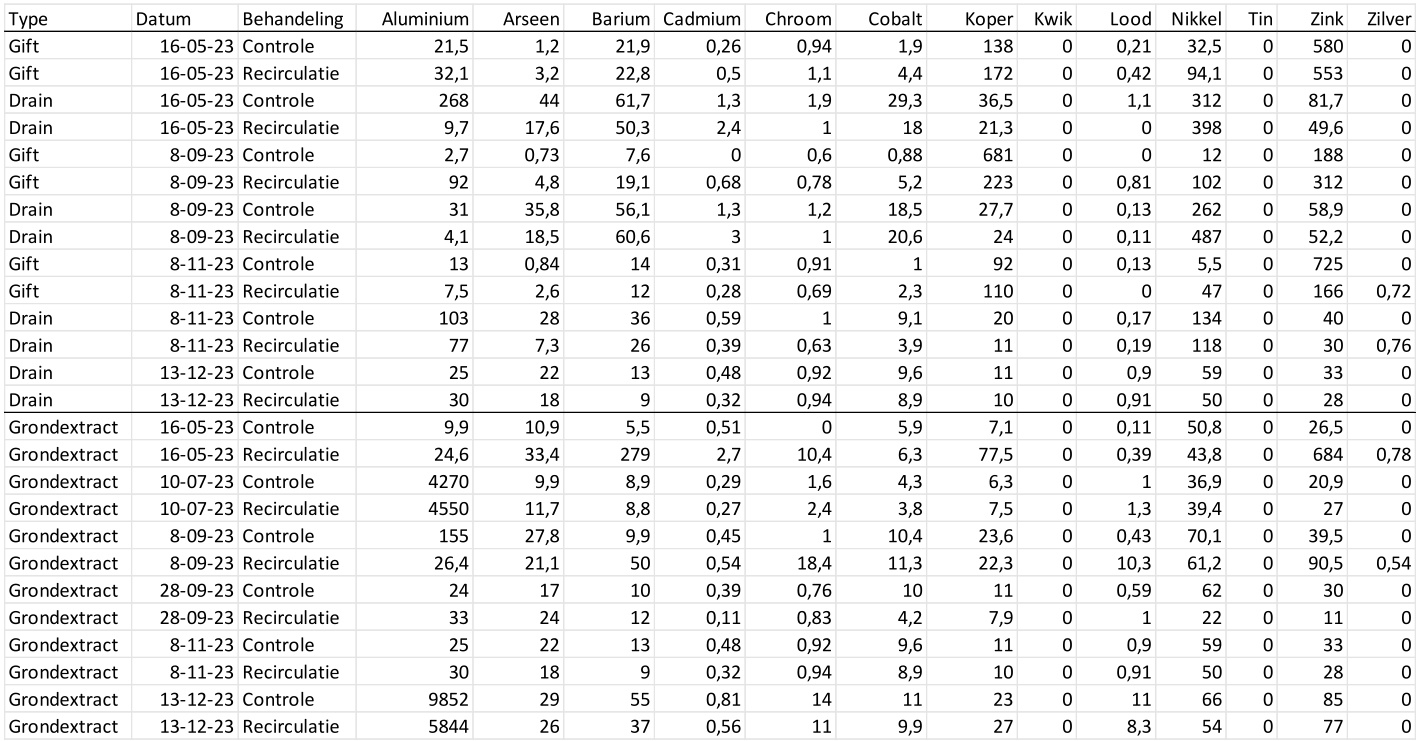 Type Datum Behandeling Aluminium Arseen Barium Cadmium Chroom Cobalt Koper Kwik Lood Nikkel Tin Zink Zilver
Gift 16-05-23 Controle 21,5 1,2 21,9 0,26 0,94 1,9 138 0 0,21 32,5 0 580 0
Gift 16-05-23 Recirculatie 32,1 3,2 22,8 0,5 1,1 4,4 172 0 0,42 94,1 0 553 0
Drain 16-05-23 Controle 268 44 61,7 1,3 1,9 29,3 36,5 0 1,1 312 0 81,7 0
Drain 16-05-23 Recirculatie 9,7 17,6 50,3 2,4 1 18 21,3 0 0 398 0 49,6 0
Gift 8-09-23 Controle 2,7 0,73 7,6 0 0,6 0,88 681 0 0 12 0 188 0
Gift 8-09-23 Recirculatie 92 4,8 19,1 0,68 0,78 5,2 223 0 0,81 102 0 312 0
Drain 8-09-23 Controle 31 35,8 56,1 1,3 1,2 18,5 27,7 0 0,13 262 0 58,9 0
Drain 8-09-23 Recirculatie 4,1 18,5 60,6 3 1 20,6 24 0 0,11 487 0 52,2 0
Gift 8-11-23 Controle 13 0,84 14 0,31 0,91 1 92 0 0,13 5,5 0 725 0
Gift 8-11-23 Recirculatie 7,5 2,6 12 0,28 0,69 2,3 110 0 0 47 0 166 0,72
Drain 8-11-23 Controle 103 28 36 0,59 1 9,1 20 0 0,17 134 0 40 0
Drain 8-11-23 Recirculatie 77 7,3 26 0,39 0,63 3,9 11 0 0,19 118 0 30 0,76
Drain 13-12-23 Controle 25 22 13 0,48 0,92 9,6 11 0 0,9 59 0 33 0
Drain 13-12-23 Recirculatie 30 18 9 0,32 0,94 8,9 10 0 0,91 50 0 28 0
Grondextract 16-05-23 Controle 9,9 10,9 5,5 0,51 0 5,9 7,1 0 0,11 50,8 0 26,5 0
Grondextract 16-05-23 Recirculatie 24,6 33,4 279 2,7 10,4 6,3 77,5 0 0,39 43,8 0 684 0,78
Grondextract 10-07-23 Controle 4270 9,9 8,9 0,29 1,6 4,3 6,3 0 1 36,9 0 20,9 0
Grondextract 10-07-23 Recirculatie 4550 11,7 8,8 0,27 2,4 3,8 7,5 0 1,3 39,4 0 27 0
Grondextract 8-09-23 Controle 155 27,8 9,9 0,45 1 10,4 23,6 0 0,43 70,1 0 39,5 0
Grondextract 8-09-23 Recirculatie 26,4 21,1 50 0,54 18,4 11,3 22,3 0 10,3 61,2 0 90,5 0,54
Grondextract 28-09-23 Controle 24 17 10 0,39 0,76 10 11 0 0,59 62 0 30 0
Grondextract 28-09-23 Recirculatie 33 24 12 0,11 0,83 4,2 7,9 0 1 22 0 11 0
Grondextract 8-11-23 Controle 25 22 13 0,48 0,92 9,6 11 0 0,9 59 0 33 0
Grondextract 8-11-23 Recirculatie 30 18 9 0,32 0,94 8,9 10 0 0,91 50 0 28 0
Grondextract 13-12-23 Controle 9852 29 55 0,81 14 11 23 0 11 66 0 85 0
Grondextract 13-12-23 Recirculatie 5844 26 37 0,56 11 9,9 27 0 8,3 54 0 77 0